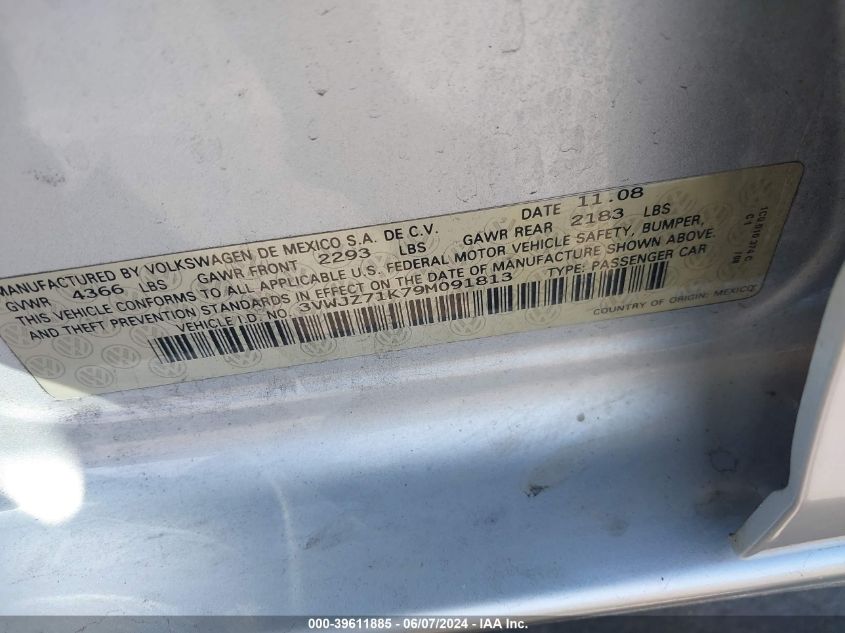 MANUFACTURED BY VOLKSWAGEN DE MEXICO S.A. DE C.V. DATE 11.08
GVWR 4366 LBS GAWR FRONT 2293 LBS GAWR REAR 2183 LBS
THIS VEHICLE CONFORMS TO ALL APPLICABLE U.S. FEDERAL MOTOR VEHICLE SAFETY, BUMPER,
AND THEFT PREVENTION STANDARDS IN EFFECT ON THE DATE OF MANUFACTURE SHOWN ABOVE.
VEHICLE I.D. NO. 3VWJZ71K79M091813 TYPE: PASSENGER CAR
COUNTRY OF ORIGIN: MEXICO
000-39611885 - 06/07/2024 - IAA Inc.